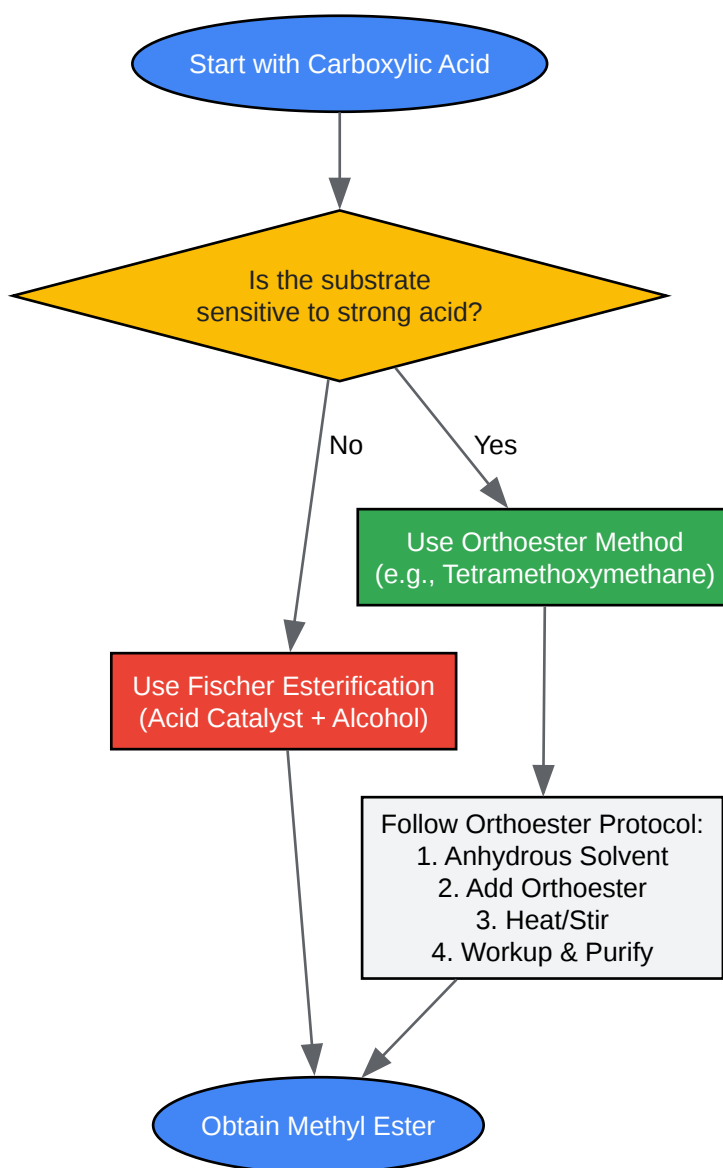 Start with Carboxylic Acid
Is the substrate
sensitive to strong acid?
No
Yes
Use Orthoester Method
(e.g., Tetramethoxymethane)
Use Fischer Esterification
(Acid Catalyst + Alcohol)
Follow Orthoester Protocol:
1. Anhydrous Solvent
2. Add Orthoester
3. Heat/Stir
4. Workup & Purify
Obtain Methyl Ester